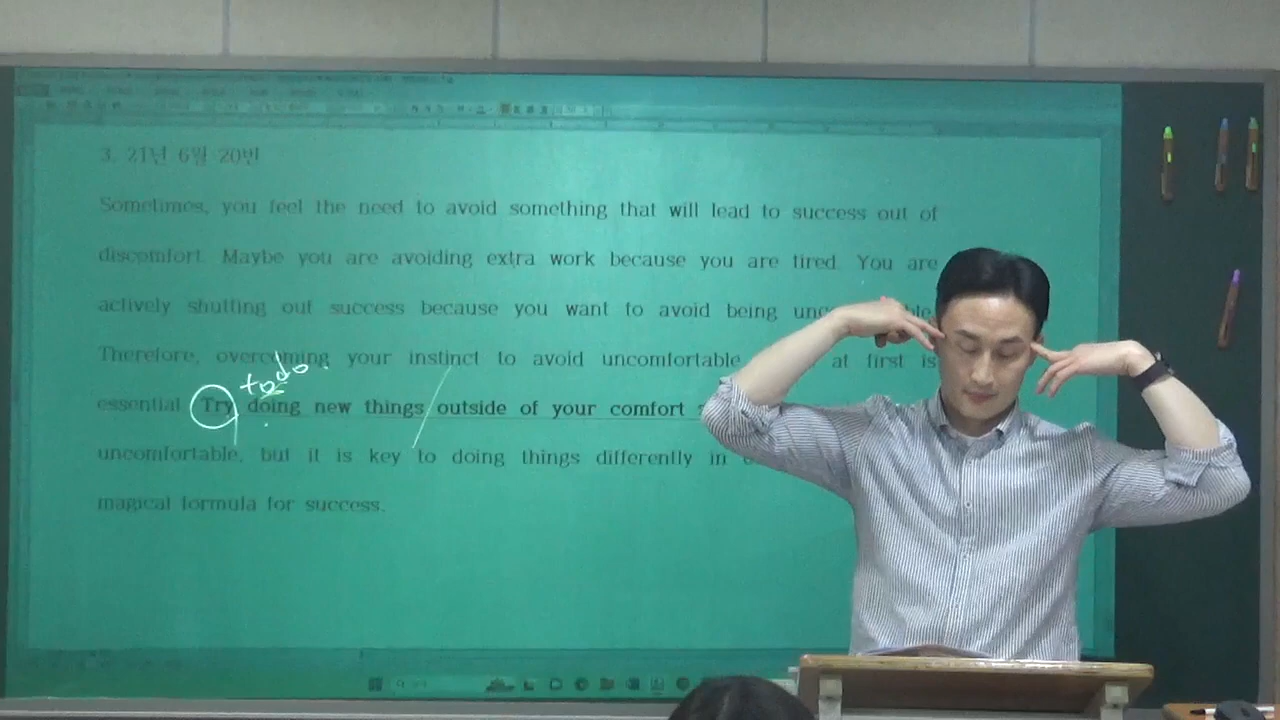 3. 21년 6월 20번
Sometimes, you feel the need to avoid something that will lead to success out of
discomfort. Maybe you are avoiding extra work because you are tired. You are
actively shutting out success because you want to avoid being
Therefore, overcoming your instinct to avoid uncomfortable at first is
to do.
essential. Try doing new things outside of your comfort
uncomfortable, but it is key to doing things differently in
magical formula for success.